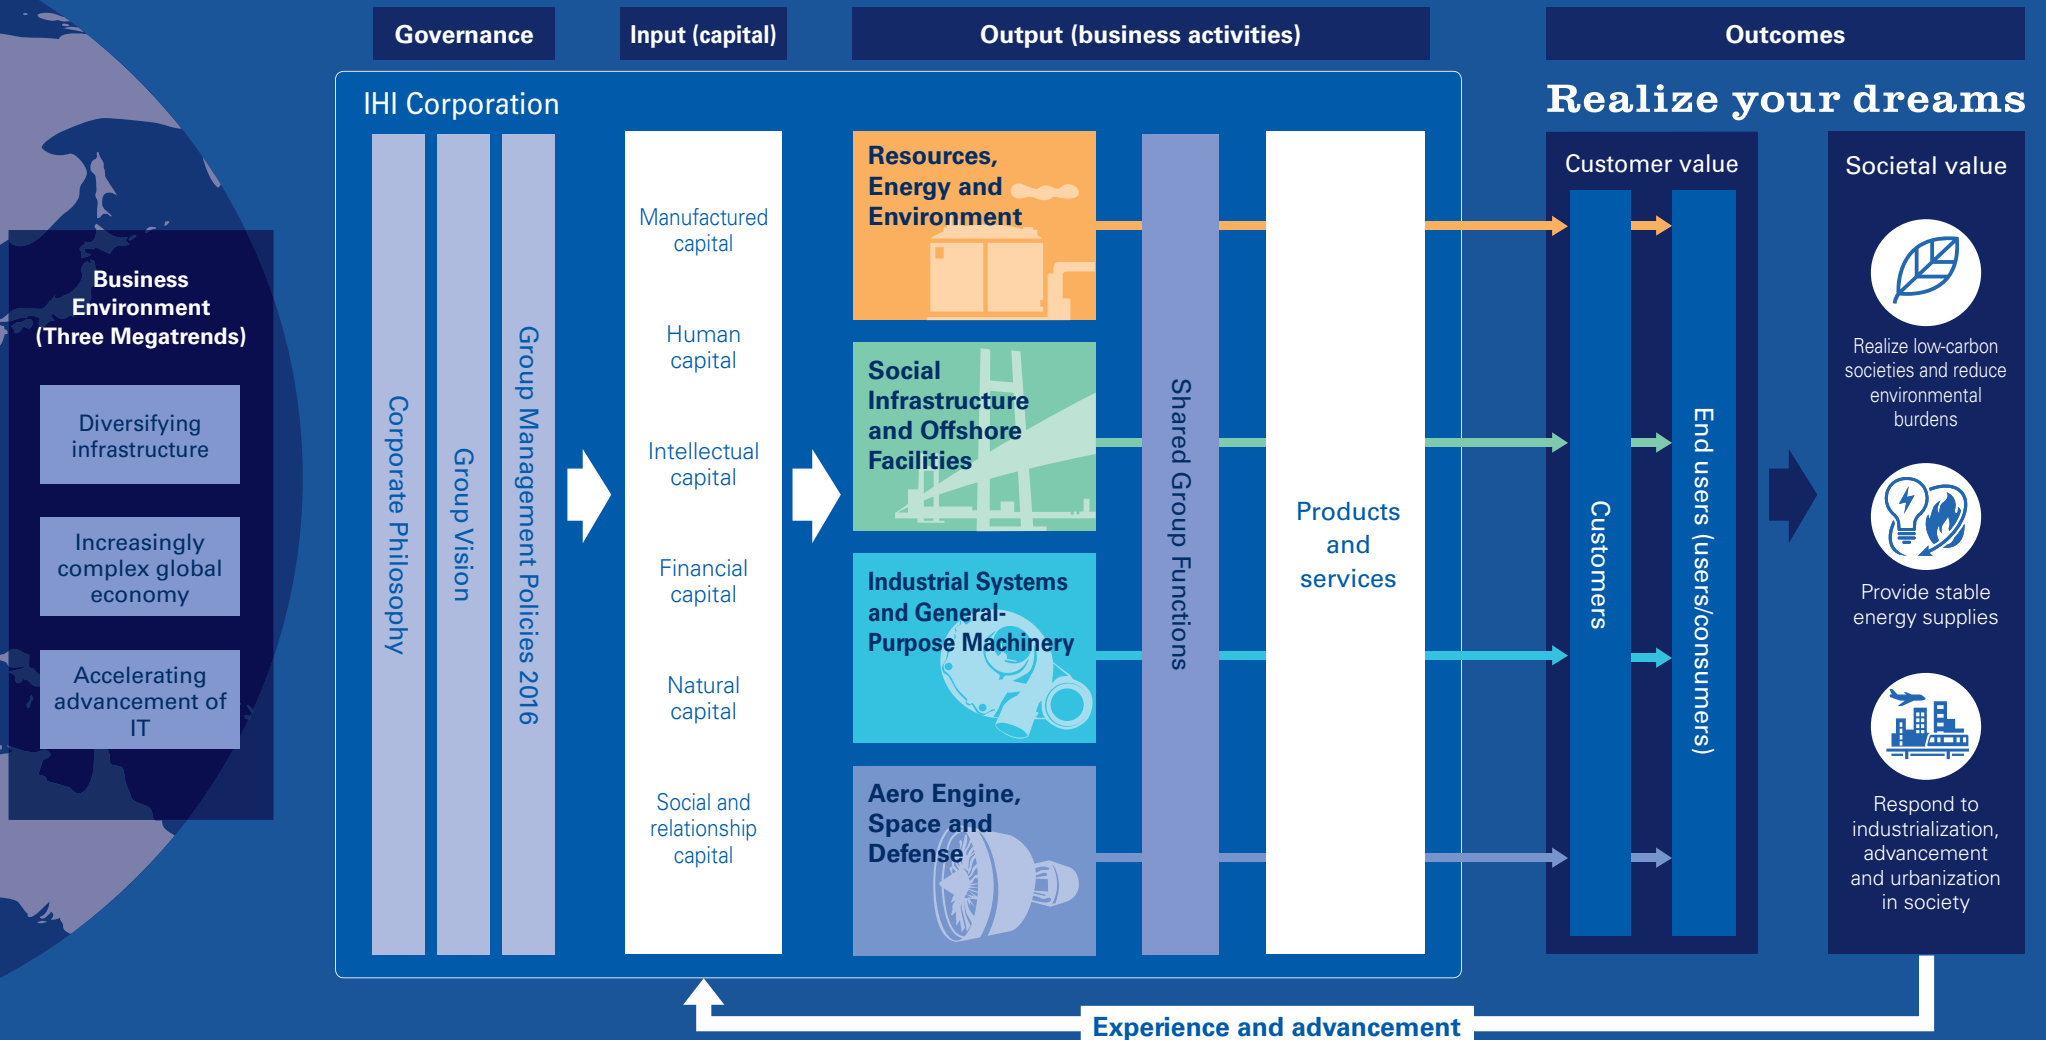 Governance
Input (capital)
Output (business activities)
Outcomes
IHI Corporation
Realize your dreams
Business
Environment
(Three Megatrends)
Diversifying
infrastructure
Increasingly
complex global
economy
Accelerating
advancement of
IT
Corporate Philosophy
Group Vision
Group Management Policies 2016
Manufactured
capital
Human
capital
Intellectual
capital
Financial
capital
Natural
capital
Social and
relationship
capital
Resources,
Energy and
Environment
Social
Infrastructure
and Offshore
Facilities
Industrial Systems
and General-
Purpose Machinery
Aero Engine,
Space and
Defense
Shared Group Functions
Products
and
services
Customer value
Customers
End users (users/consumers)
Societal value
Realize low-carbon
societies and reduce
environmental
burdens
Provide stable
energy supplies
Respond to
industrialization,
advancement
and urbanization
in society
Experience and advancement